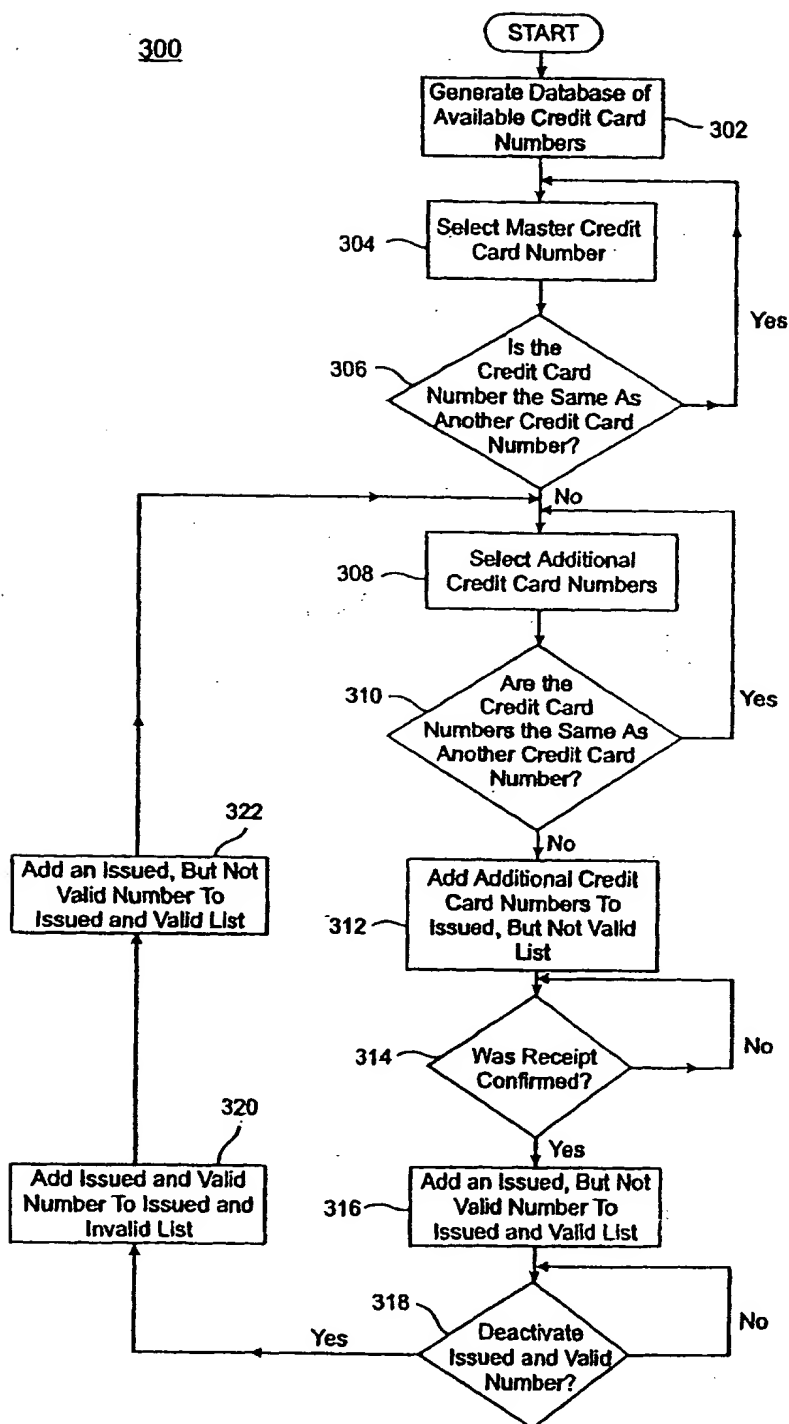 300
START
Generate Database of
Available Credit Card
Numbers
302
304
Select Master Credit
Card Number
Yes
306
Is the
Credit Card
Number the Same As
Another Credit Card
Number?
No
308
Select Additional
Credit Card Numbers
310
Are the
Credit Card
Numbers the Same As
Another Credit Card
Number?
Yes
No
322
Add an Issued, But Not
Valid Number To
Issued and Valid List
312
Add Additional Credit
Card Numbers To
Issued, But Not Valid
List
314
Was Receipt
Confirmed?
No
Yes
320
Add Issued and Valid
Number To Issued and
Invalid List
316
Add an Issued, But Not
Valid Number To
Issued and Valid List
318
Deactivate
Issued and Valid
Number?
No
Yes